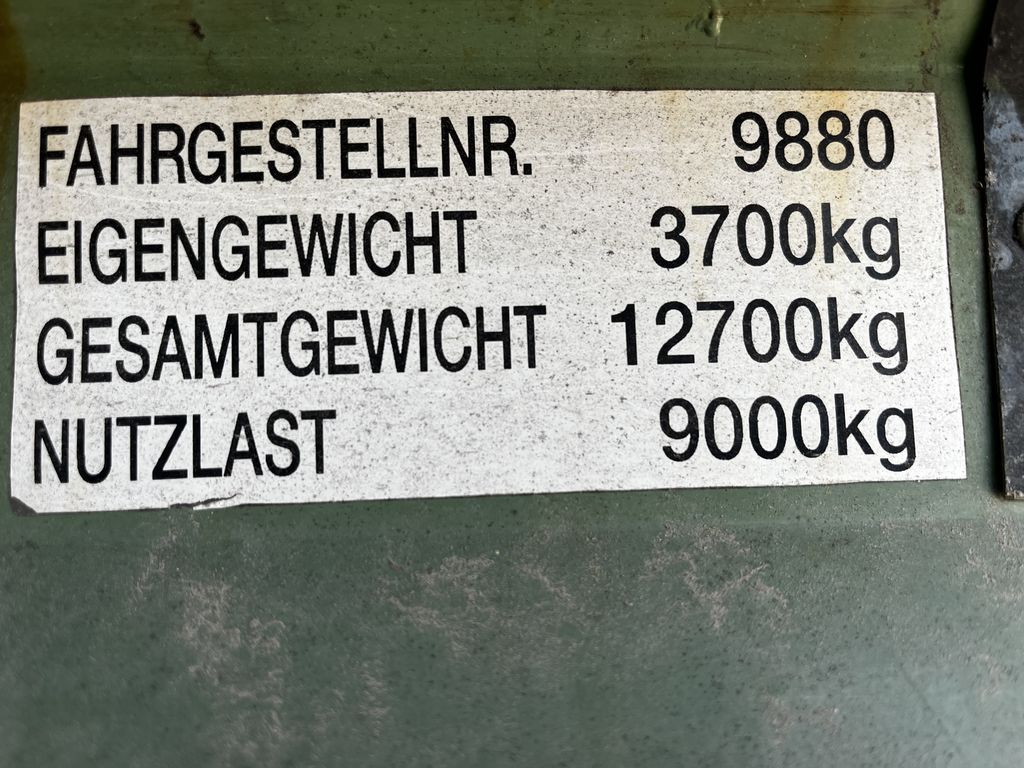 FAHRGESTELLNR. 9880
EIGENGEWICHT 3700kg
GESAMTGEWICHT 12700kg
NUTZLAST 9000kg